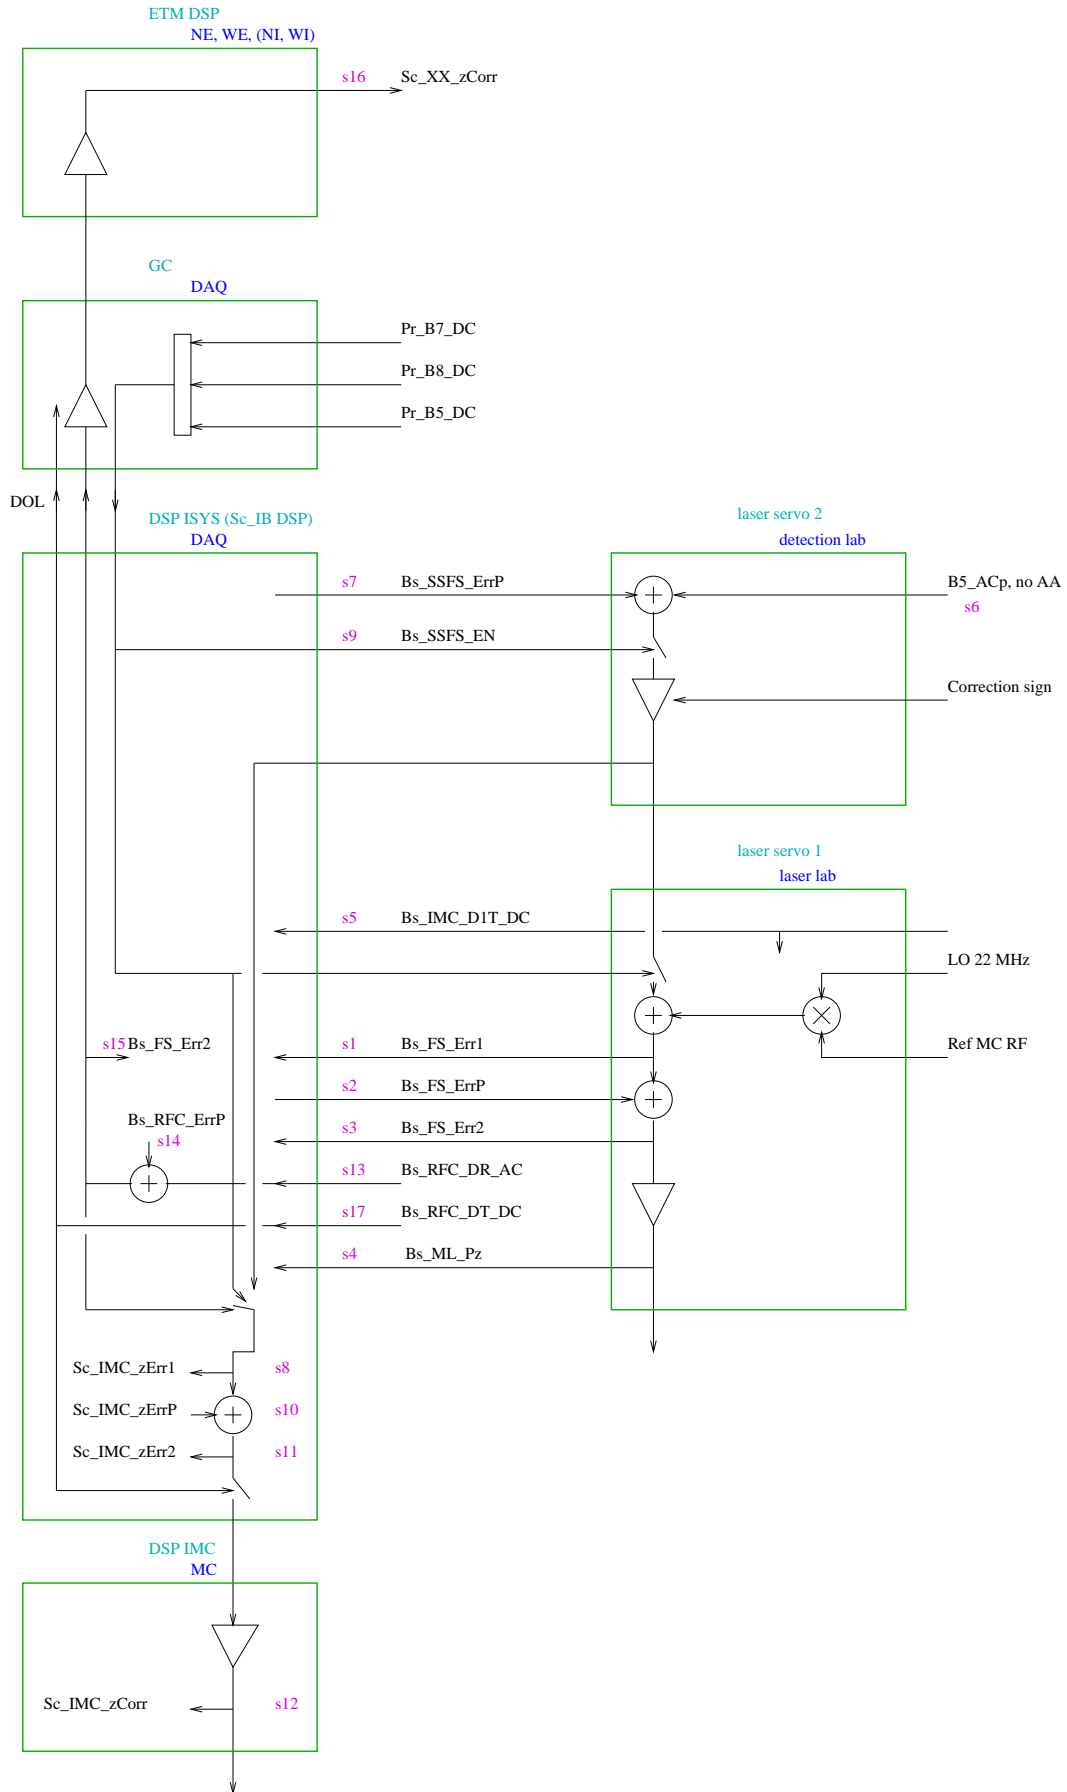 ETM DSP
NE, WE, (NI, WI)
s16 Sc_XX_zCorr
GC
DAQ
Pr_B7_DC
Pr_B8_DC
Pr_B5_DC
DOL
DSP ISYS (Sc_IB DSP)
DAQ
laser servo 2
detection lab
s7 Bs_SSFS_ErrP
B5_ACp, no AA
s6
s9 Bs_SSFS_EN
Correction sign
laser servo 1
laser lab
s5 Bs_IMC_D1T_DC
LO 22 MHz
s15 Bs_FS_Err2
s1 Bs_FS_Err1
Ref MC RF
s2 Bs_FS_ErrP
Bs_RFC_ErrP
s14
s3 Bs_FS_Err2
s13 Bs_RFC_DR_AC
s17 Bs_RFC_DT_DC
s4 Bs_ML_Pz
Sc_IMC_zErr1 s8
Sc_IMC_zErrP s10
Sc_IMC_zErr2 s11
DSP IMC
MC
Sc_IMC_zCorr s12